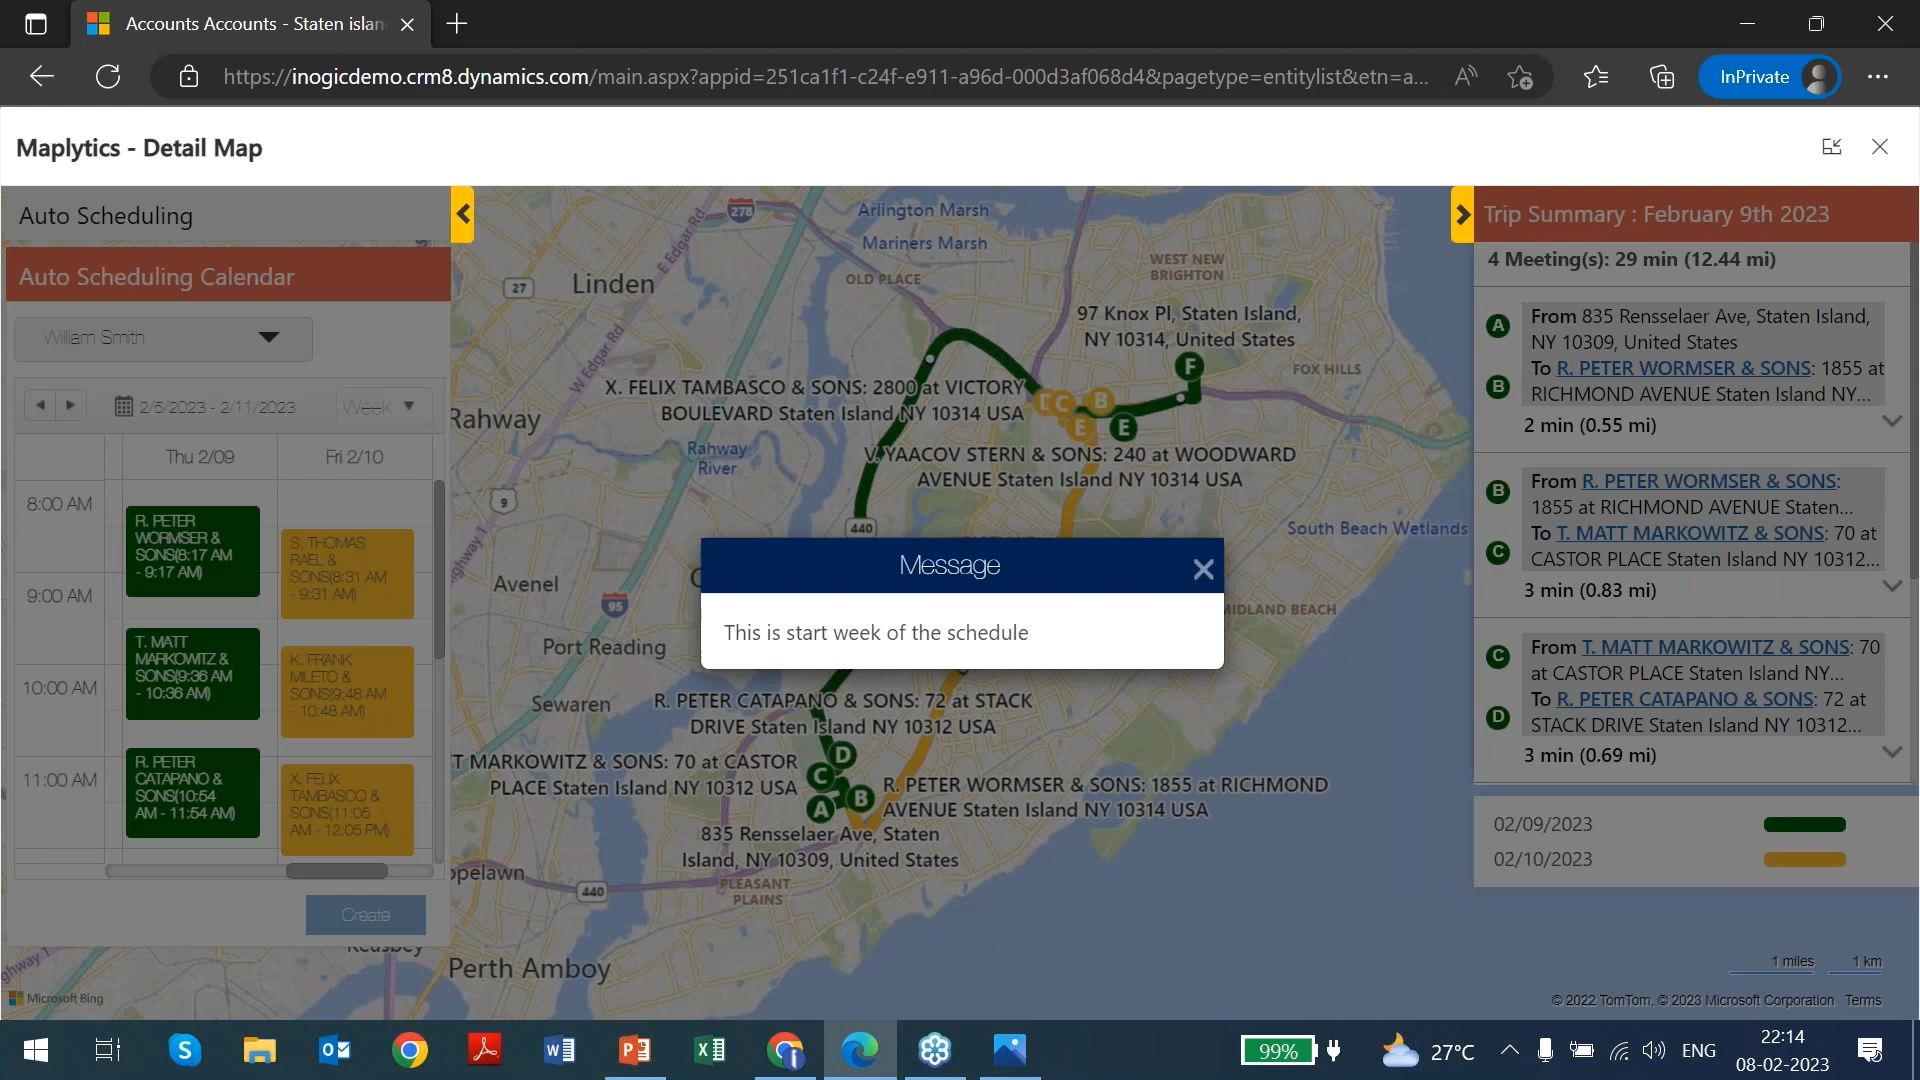 Accounts Accounts - Staten islan
https://inogicdemo.crm8.dynamics.com/main.aspx?appid=251ca1f1-c24f-e911-a96d-000d3af068d4&pagetype=entitylist&etn=a...
InPrivate
Maplytics - Detail Map
Auto Scheduling
Auto Scheduling Calendar
William Smith
2/5/2023 - 2/11/2023
Week
Thu 2/09
Fri 2/10
8:00 AM
9:00 AM
10:00 AM
11:00 AM
R. PETER
WORMSER &
SONS(8:17 AM
- 9:17 AM)
T. MATT
MARKOWITZ &
SONS(9:36 AM
- 10:36 AM)
R. PETER
CATAPANO &
SONS(10:54
AM - 11:54 AM)
S. THOMAS
RAEL &
SONS(8:31 AM
- 9:31 AM)
K. FRANK
MILETO &
SONS(9:48 AM
- 10:48 AM)
X. FELIX
TAMBASCO &
SONS(11:05
AM - 12:05 PM)
Create
278
Arlington Marsh
Mariners Marsh
E Edgar Rd
27
Linden
OLD PLACE
WEST NEW
BRIGHTON
97 Knox Pl, Staten Island,
NY 10314, United States
F
FOX HILLS
W Edgar Rd
X. FELIX TAMBASCO & SONS: 2800 at VICTORY
BOULEVARD Staten Island NY 10314 USA
D
C
B
E
E
Rahway
Rahway
River
V. YAACOV STERN & SONS: 240 at WOODWARD
AVENUE Staten Island NY 10314 USA
9
440
South Beach Wetlands
Avenel
95
MIDLAND BEACH
Port Reading
Sewaren
Message
This is start week of the schedule
R. PETER CATAPANO & SONS: 72 at STACK
DRIVE Staten Island NY 10312 USA
T MARKOWITZ & SONS: 70 at CASTOR
PLACE Staten Island NY 10312 USA
D
C
A
B
R. PETER WORMSER & SONS: 1855 at RICHMOND
AVENUE Staten Island NY 10314 USA
835 Rensselaer Ave, Staten
Island, NY 10309, United States
ppelawn
440
PLEASANT
PLAINS
Keasbey
Perth Amboy
Microsoft Bing
Trip Summary : February 9th 2023
4 Meeting(s): 29 min (12.44 mi)
A
From 835 Rensselaer Ave, Staten Island,
NY 10309, United States
B
To R. PETER WORMSER & SONS: 1855 at
RICHMOND AVENUE Staten Island NY...
2 min (0.55 mi)
B
From R. PETER WORMSER & SONS:
1855 at RICHMOND AVENUE Staten...
C
To T. MATT MARKOWITZ & SONS: 70 at
CASTOR PLACE Staten Island NY 10312...
3 min (0.83 mi)
C
From T. MATT MARKOWITZ & SONS: 70
at CASTOR PLACE Staten Island NY...
D
To R. PETER CATAPANO & SONS: 72 at
STACK DRIVE Staten Island NY 10312...
3 min (0.69 mi)
02/09/2023
02/10/2023
1 miles
1 km
© 2022 TomTom, © 2023 Microsoft Corporation Terms
99%
27°C
ENG
22:14
08-02-2023